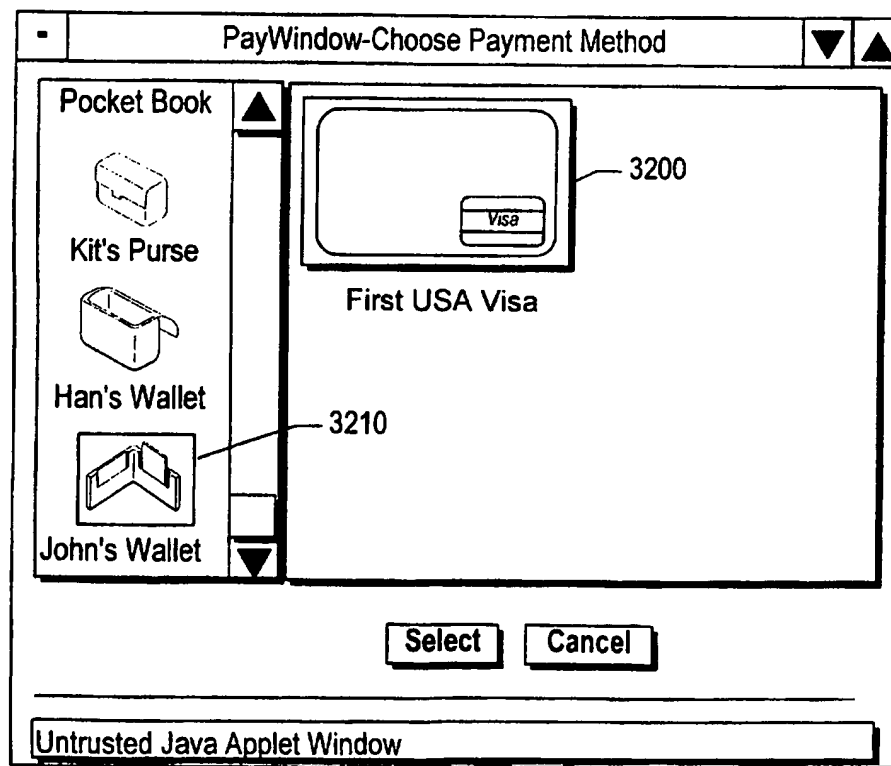 PayWindow-Choose Payment Method
Pocket Book
Kit's Purse
Han's Wallet
John's Wallet
Visa
3200
First USA Visa
3210
Select
Cancel
Untrusted Java Applet Window